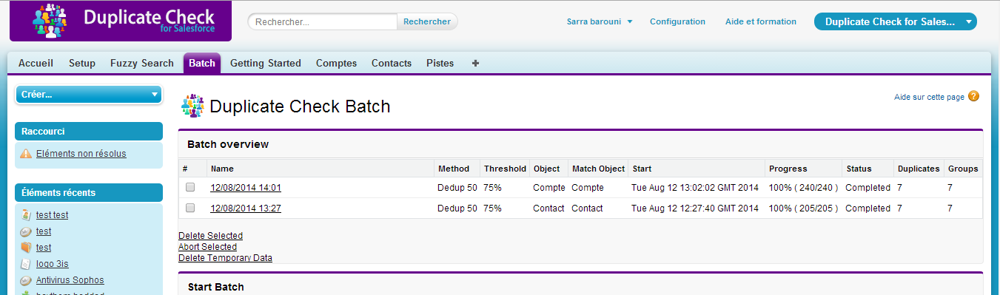 Duplicate Check
for Salesforce
Rechercher... Rechercher
Sarra barouni Configuration Aide et formation Duplicate Check for Sales...
Accueil Setup Fuzzy Search Batch Getting Started Comptes Contacts Pistes +
Créer...
Raccourci
Eléments non résolus
Éléments récents
test test
test
test
logo 3is
Antivirus Sophos
Duplicate Check Batch
Aide sur cette page ?
Batch overview
# Name Method Threshold Object Match Object Start Progress Status Duplicates Groups
12/08/2014 14:01 Dedup 50 75% Compte Compte Tue Aug 12 13:02:02 GMT 2014 100% ( 240/240 ) Completed 7 7
12/08/2014 13:27 Dedup 50 75% Contact Contact Tue Aug 12 12:27:40 GMT 2014 100% ( 205/205 ) Completed 7 7
Delete Selected
Abort Selected
Delete Temporary Data
Start Batch